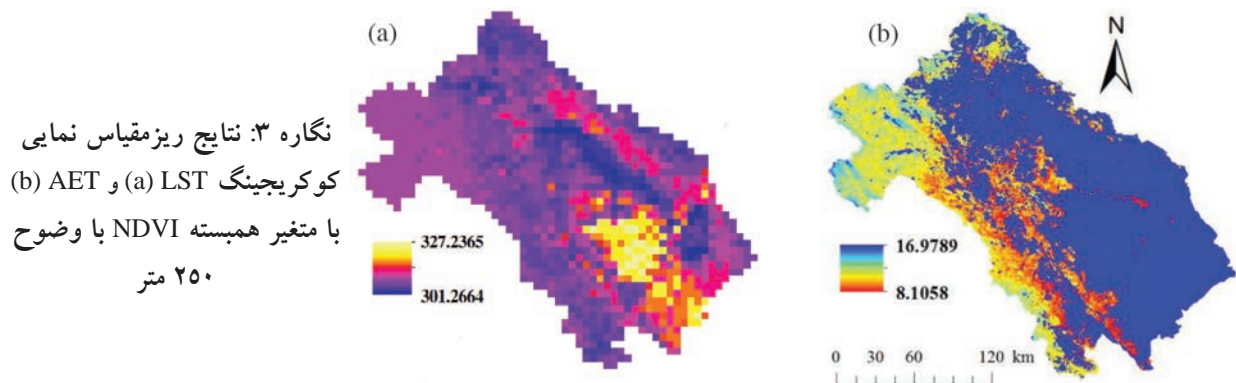 نگاره ۳: نتایج ریزمقیاس نمایی
کوکریجینگ LST (a) و AET (b)
با متغیر همبسته NDVI با وضوح
۲۵۰ متر
(a)
327.2365
301.2664
(b)
N
16.9789
8.1058
0 30 60 120 km